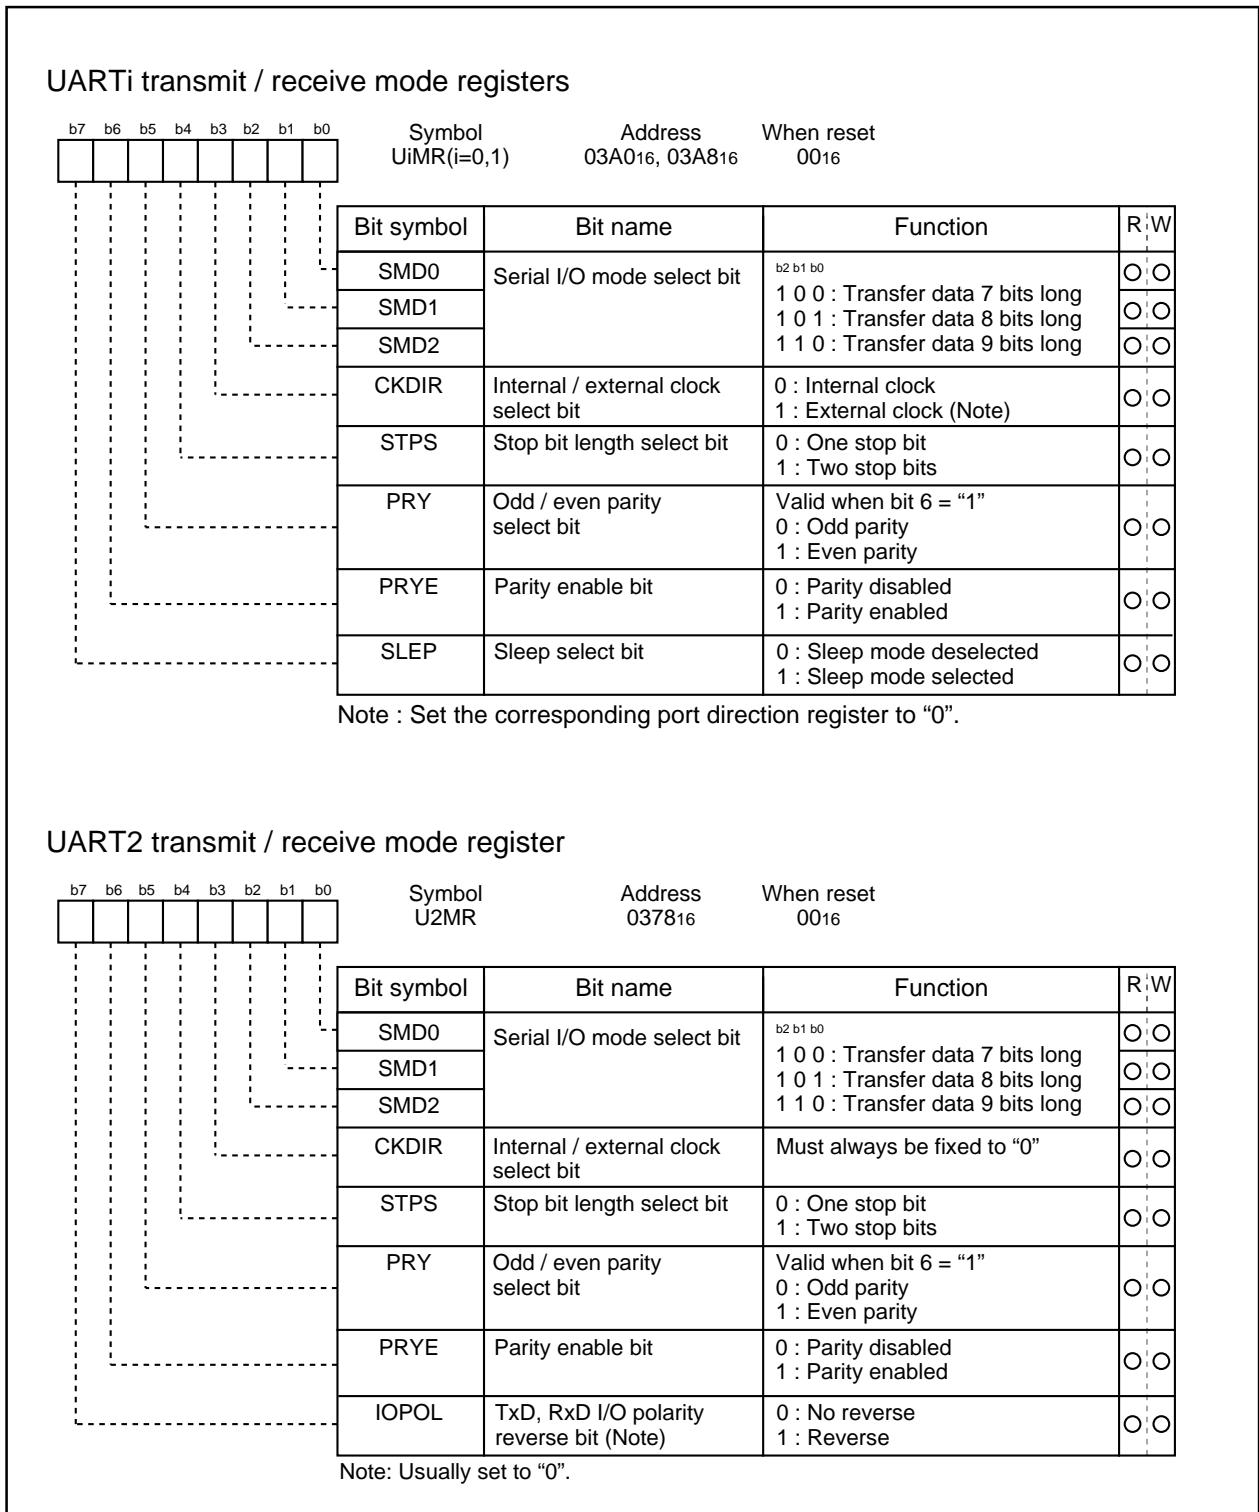 UARTi transmit / receive mode registers
b7 b6 b5 b4 b3 b2 b1 b0
Symbol Address When reset
UiMR(i=0,1) 03A016, 03A816 0016
Bit symbol Bit name Function R W
SMD0 Serial I/O mode select bit b2 b1 b0
1 0 0 : Transfer data 7 bits long
SMD1 1 0 1 : Transfer data 8 bits long
SMD2 1 1 0 : Transfer data 9 bits long
CKDIR Internal / external clock 0 : Internal clock
select bit 1 : External clock (Note)
STPS Stop bit length select bit 0 : One stop bit
1 : Two stop bits
PRY Odd / even parity Valid when bit 6 = “1”
select bit 0 : Odd parity
1 : Even parity
PRYE Parity enable bit 0 : Parity disabled
1 : Parity enabled
SLEP Sleep select bit 0 : Sleep mode deselected
1 : Sleep mode selected
Note : Set the corresponding port direction register to “0”.
UART2 transmit / receive mode register
b7 b6 b5 b4 b3 b2 b1 b0
Symbol Address When reset
U2MR 037816 0016
Bit symbol Bit name Function R W
SMD0 Serial I/O mode select bit b2 b1 b0
1 0 0 : Transfer data 7 bits long
SMD1 1 0 1 : Transfer data 8 bits long
SMD2 1 1 0 : Transfer data 9 bits long
CKDIR Internal / external clock Must always be fixed to “0”
select bit
STPS Stop bit length select bit 0 : One stop bit
1 : Two stop bits
PRY Odd / even parity Valid when bit 6 = “1”
select bit 0 : Odd parity
1 : Even parity
PRYE Parity enable bit 0 : Parity disabled
1 : Parity enabled
IOPOL TxD, RxD I/O polarity 0 : No reverse
reverse bit (Note) 1 : Reverse
Note: Usually set to “0”.